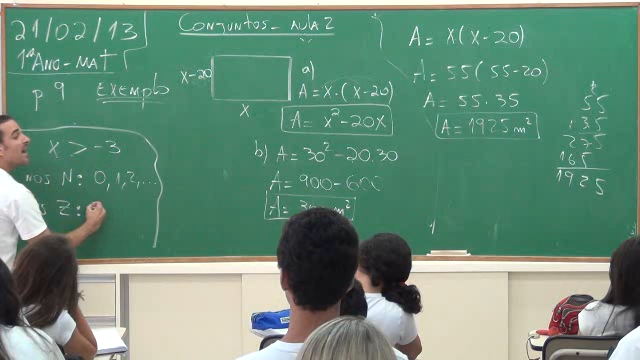 21/02/13
1º ANO - MAT
p 9 EXEMPLO
X > -3
NOS N: 0, 1, 2, ...
Z:
CONJUNTOS - AULA 2
X-20
X
a)
A = X.(X-20)
A = X² - 20X
b) A = 30² - 20.30
A = 900 - 600
A = 300 m²
A = X(X-20)
A = 55(55-20)
A = 55.35
A = 1925 m²
55
35
275
165
1925